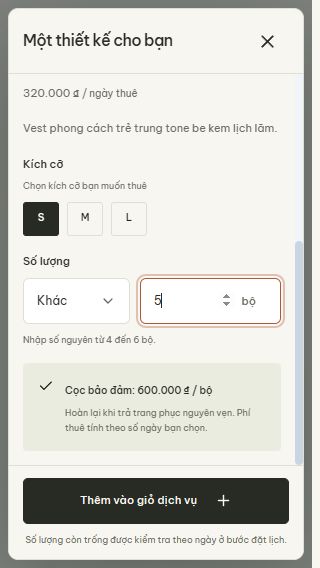 Một thiết kế cho bạn
320.000 ₫ / ngày thuê
Vest phong cách trẻ trung tone be kem lịch lãm.
Kích cỡ
Chọn kích cỡ bạn muốn thuê
S M L
Số lượng
Khác 5 bộ
Nhập số nguyên từ 4 đến 6 bộ.
Cọc bảo đảm: 600.000 ₫ / bộ
Hoàn lại khi trả trang phục nguyên vẹn. Phí
thuê tính theo số ngày bạn chọn.
Thêm vào giỏ dịch vụ
Số lượng còn trống được kiểm tra theo ngày ở bước đặt lịch.